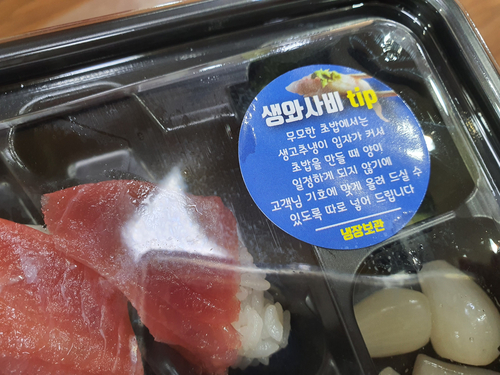 생와사비 tip
무모한 초밥에서는
생고추냉이 입자가 커서
초밥을 만들 때 양이
일정하게 되지 않기에
고객님 기호에 맞게 올려 드실 수
있도록 따로 넣어 드립니다
냉장보관